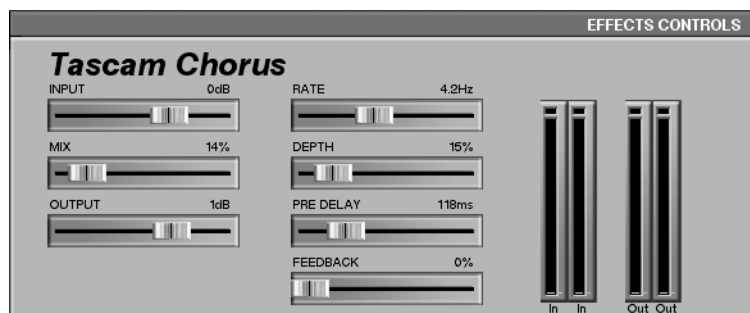 EFFECTS CONTROLS
Tascam Chorus
INPUT 0dB
MIX 14%
OUTPUT 1dB
RATE 4.2Hz
DEPTH 15%
PRE DELAY 118ms
FEEDBACK 0%
In In Out Out